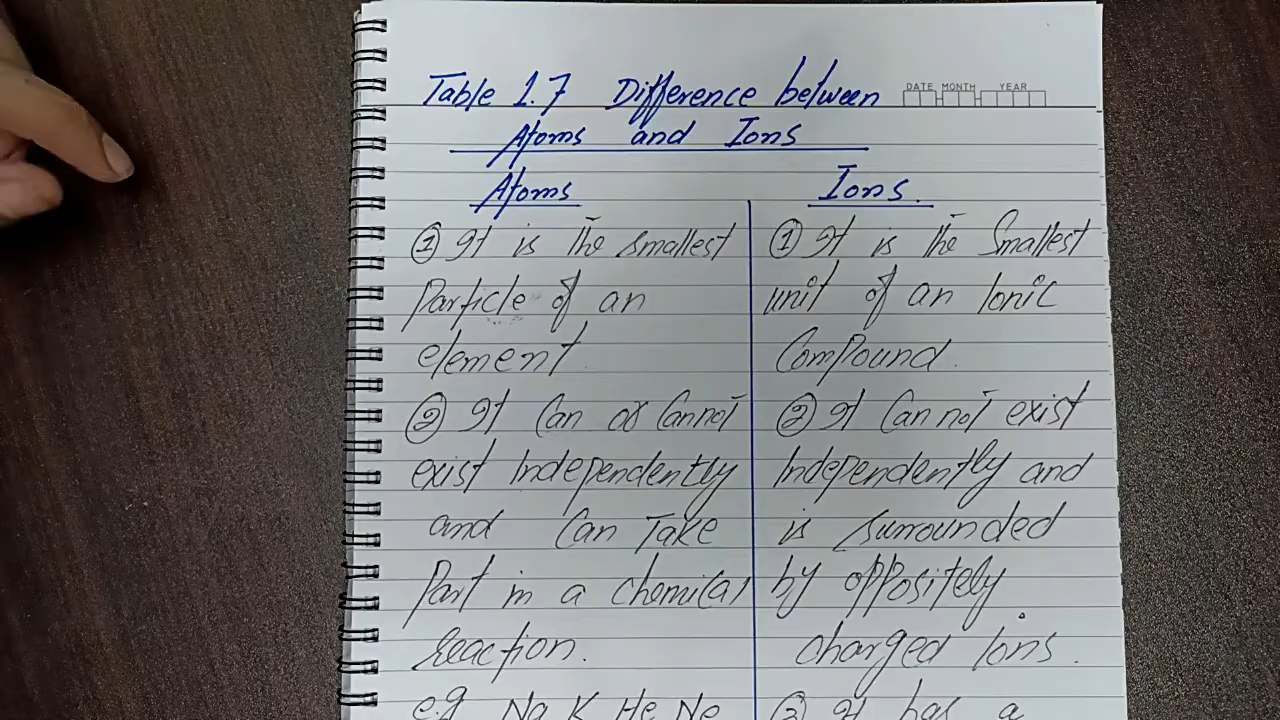 Table 1.7 Difference between
DATE MONTH YEAR
Atoms and Ions
Atoms
① It is the smallest
Particle of an
element
② It Can or Cannot
exist Independently
and Can Take
Part in a chemical
reaction.
e.g Na K He Ne
Ions.
① It is the Smallest
unit of an Ionic
Compound.
② It Can not exist
Independently and
is surrounded
by oppositely
charged Ions.
③ It has a